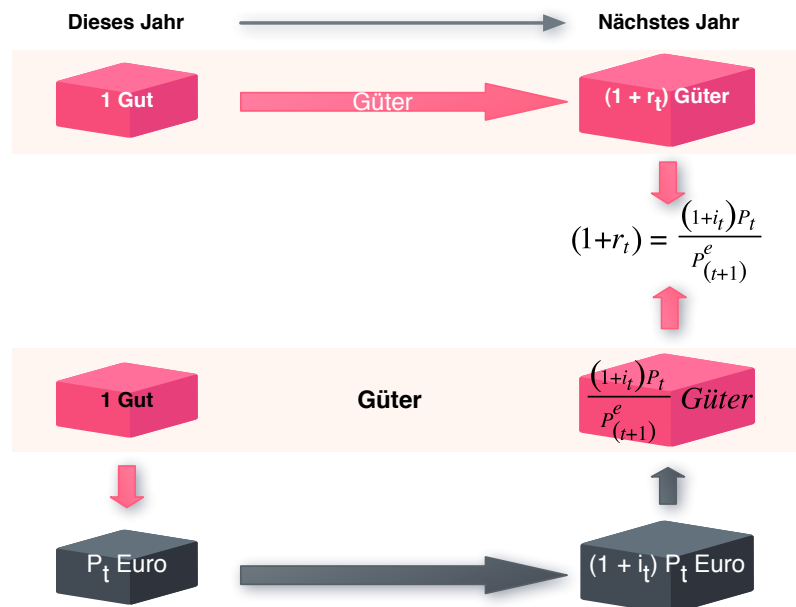 Dieses Jahr
Nächstes Jahr
1 Gut
Güter
(1 + rₜ) Güter
(1+rₜ) = (1+iₜ)Pₜ / Pᵉ₍ₜ₊₁₎
1 Gut
Güter
(1+iₜ)Pₜ / Pᵉ₍ₜ₊₁₎ Güter
Pₜ Euro
(1 + iₜ) Pₜ Euro